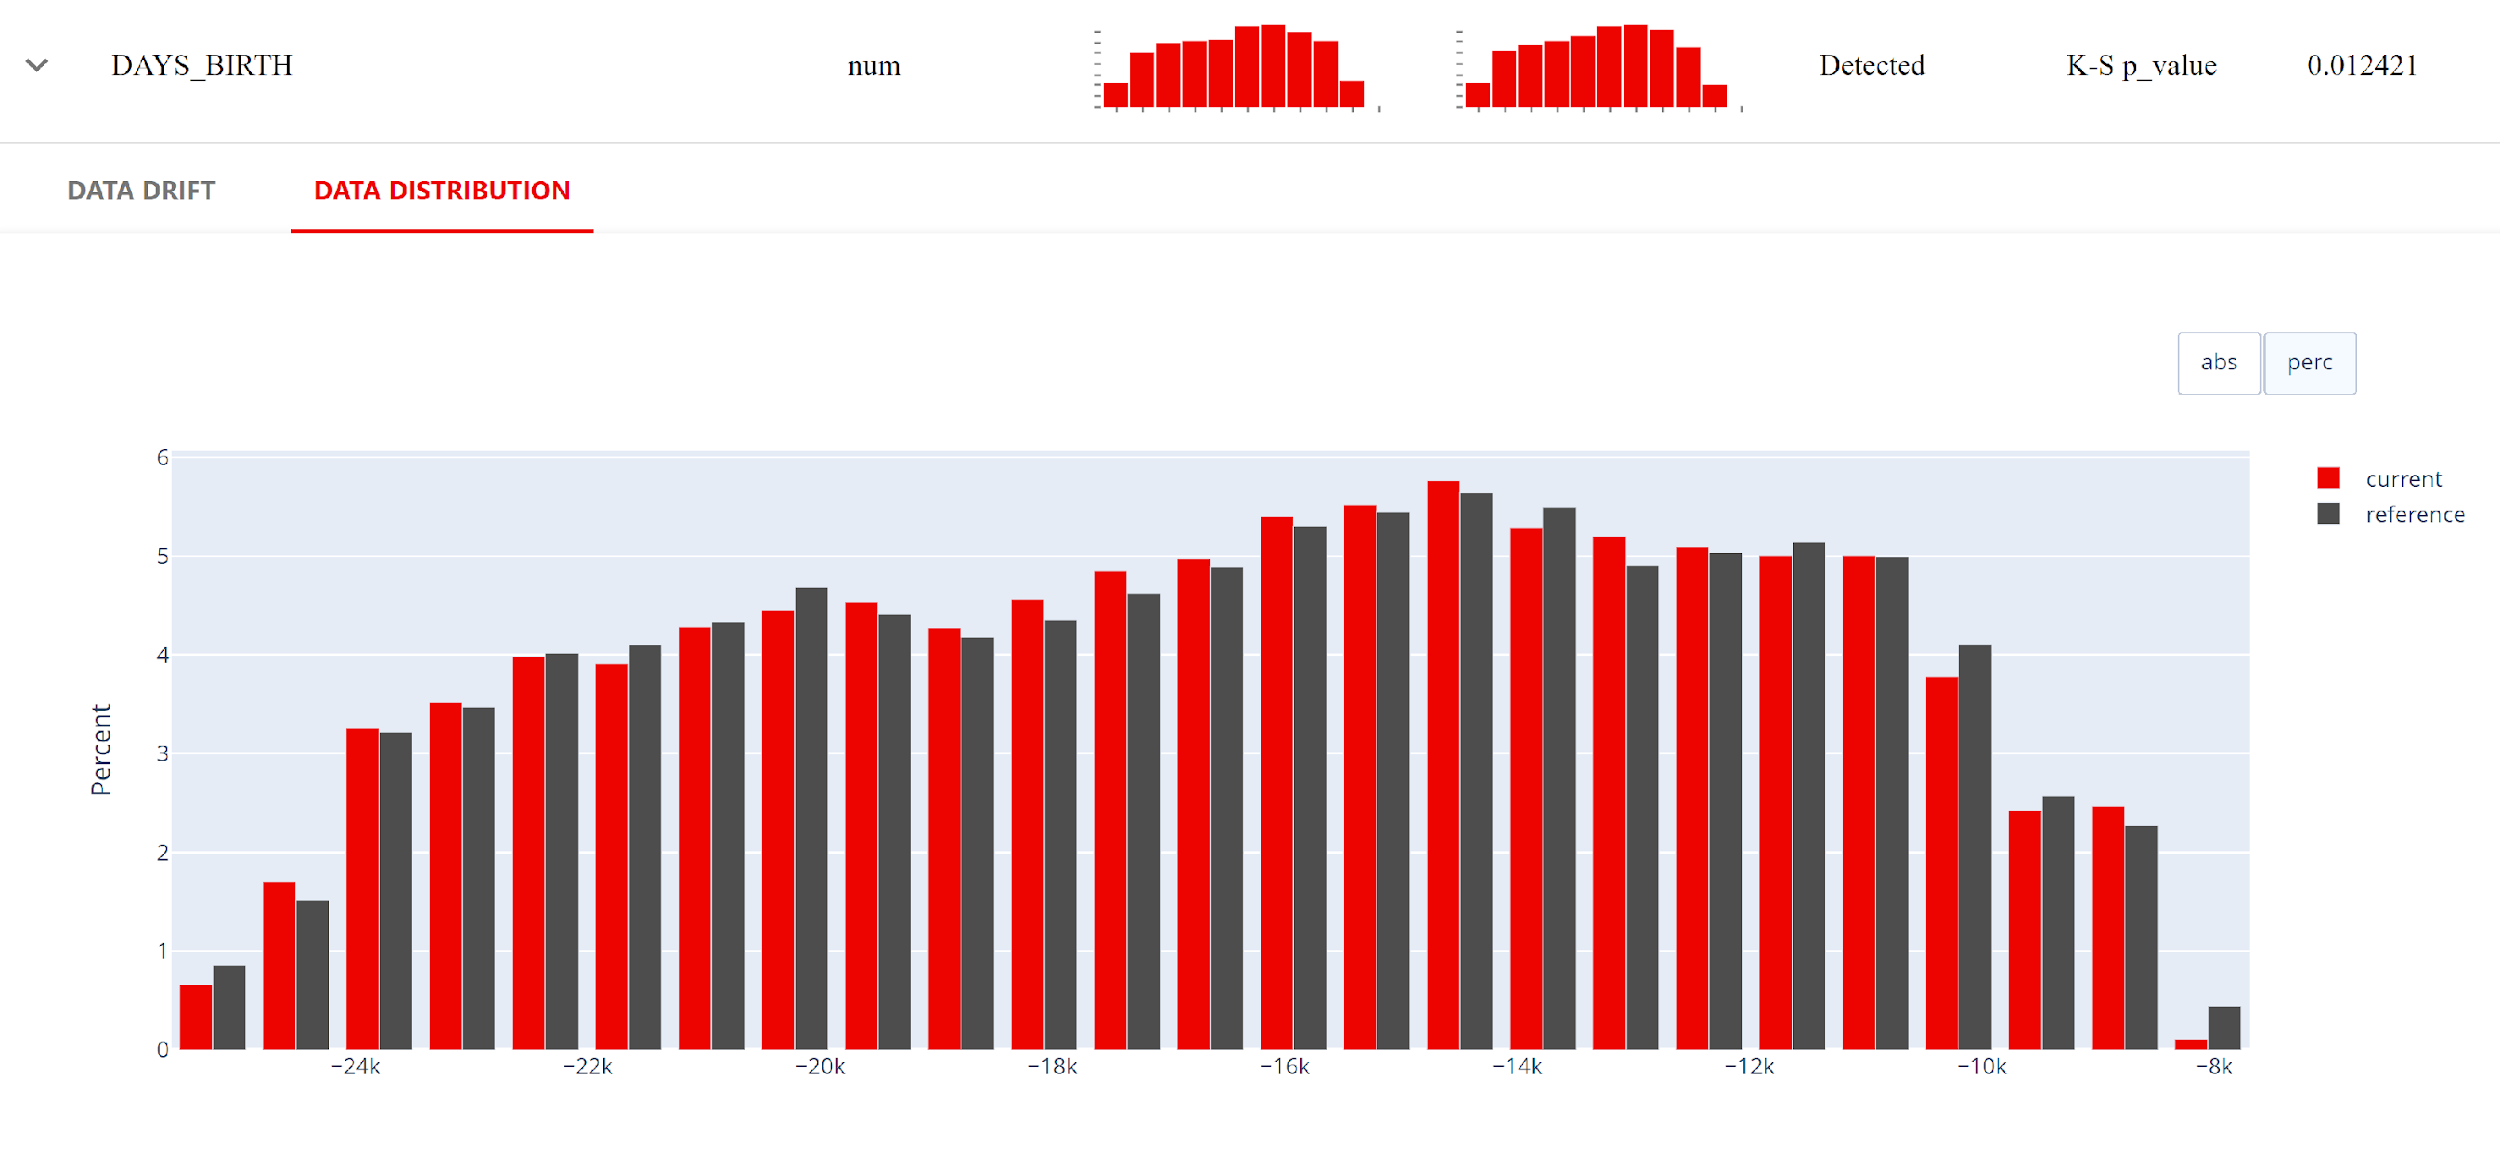 DAYS_BIRTH num Detected K-S p_value 0.012421
DATA DRIFT DATA DISTRIBUTION
abs perc
current
reference
Percent
6
5
4
3
2
1
0
−24k −22k −20k −18k −16k −14k −12k −10k −8k